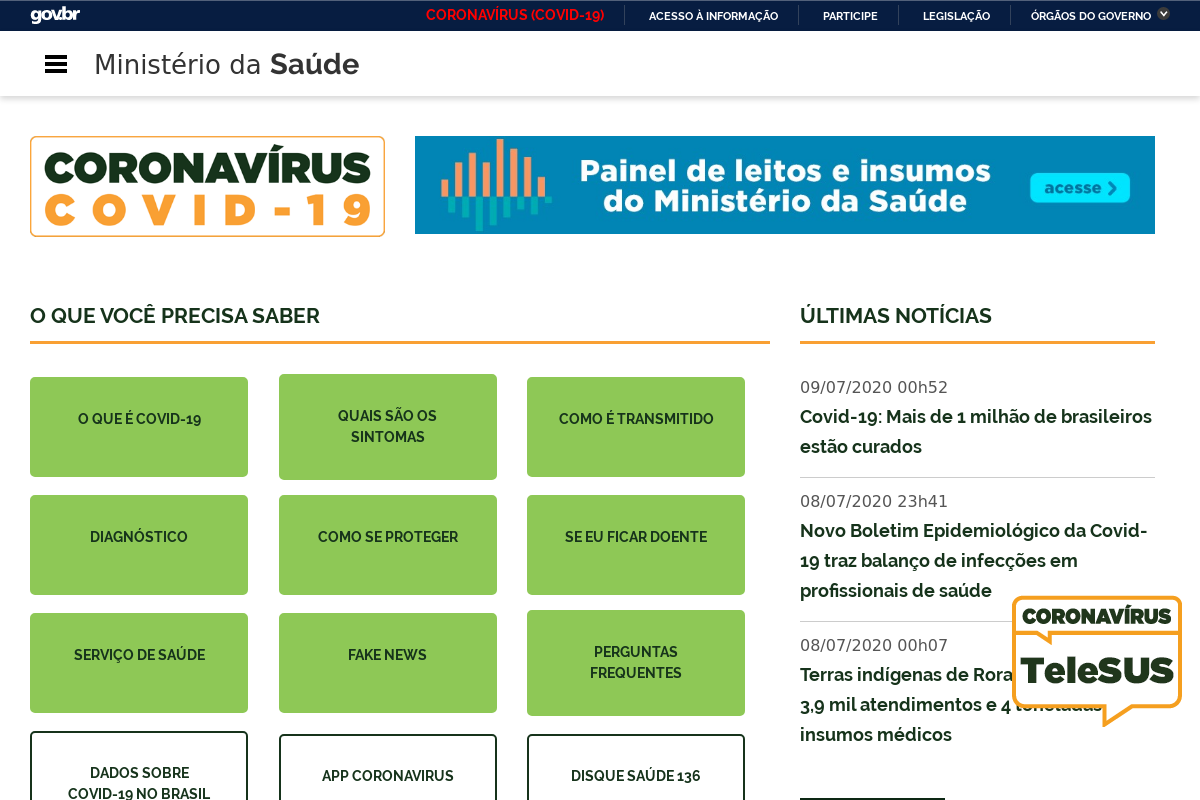 gov.br
CORONAVÍRUS (COVID-19)
ACESSO À INFORMAÇÃO
PARTICIPE
LEGISLAÇÃO
ÓRGÃOS DO GOVERNO
Ministério da Saúde
CORONAVÍRUS
COVID-19
Painel de leitos e insumos
do Ministério da Saúde
acesse
O QUE VOCÊ PRECISA SABER
O QUE É COVID-19
QUAIS SÃO OS
SINTOMAS
COMO É TRANSMITIDO
DIAGNÓSTICO
COMO SE PROTEGER
SE EU FICAR DOENTE
SERVIÇO DE SAÚDE
FAKE NEWS
PERGUNTAS
FREQUENTES
DADOS SOBRE
COVID-19 NO BRASIL
APP CORONAVIRUS
DISQUE SAÚDE 136
ÚLTIMAS NOTÍCIAS
09/07/2020 00h52
Covid-19: Mais de 1 milhão de brasileiros
estão curados
08/07/2020 23h41
Novo Boletim Epidemiológico da Covid-
19 traz balanço de infecções em
profissionais de saúde
08/07/2020 00h07
Terras indígenas de Rora
3,9 mil atendimentos e 4 toneladas
insumos médicos
CORONAVÍRUS
TeleSUS